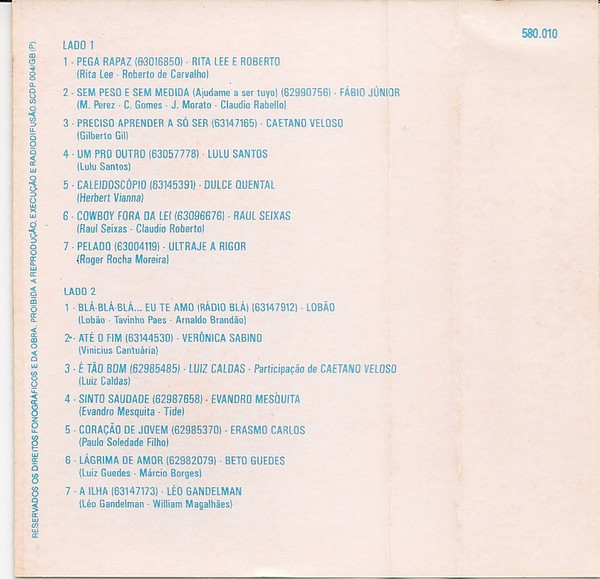 580.010
LADO 1
1 - PEGA RAPAZ (63016850) - RITA LEE E ROBERTO
(Rita Lee - Roberto de Carvalho)
2 - SEM PESO E SEM MEDIDA (Ajudame a ser tuyo) (62990756) - FÁBIO JÚNIOR
(M. Perez - C. Gomes - J. Morato - Claudio Rabello)
3 - PRECISO APRENDER A SÓ SER (63147165) - CAETANO VELOSO
(Gilberto Gil)
4 - UM PRO OUTRO (63057778) - LULU SANTOS
(Lulu Santos)
5 - CALEIDOSCÓPIO (63145391) - DULCE QUENTAL
(Herbert Vianna)
6 - COWBOY FORA DA LEI (63096676) - RAUL SEIXAS
(Raul Seixas - Claudio Roberto)
7 - PELADO (63004119) - ULTRAJE A RIGOR
(Roger Rocha Moreira)
LADO 2
1 - BLÁ-BLÁ-BLÁ... EU TE AMO (RÁDIO BLÁ) (63147912) - LOBÃO
(Lobão - Tavinho Paes - Arnaldo Brandão)
2 - ATÉ O FIM (63144530) - VERÔNICA SABINO
(Vinicius Cantuária)
3 - É TÃO BOM (62985485) - LUIZ CALDAS - Participação de CAETANO VELOSO
(Luiz Caldas)
4 - SINTO SAUDADE (62987658) - EVANDRO MESQUITA
(Evandro Mesquita - Tide)
5 - CORAÇÃO DE JOVEM (62985370) - ERASMO CARLOS
(Paulo Soledade Filho)
6 - LÁGRIMA DE AMOR (62982079) - BETO GUEDES
(Luiz Guedes - Márcio Borges)
7 - A ILHA (63147173) - LÉO GANDELMAN
(Léo Gandelman - William Magalhães)
RESERVADOS OS DIREITOS FONOGRÁFICOS E DA OBRA. PROIBIDA A REPRODUÇÃO, EXECUÇÃO E RADIODIFUSÃO SCDP 004/GB (P)